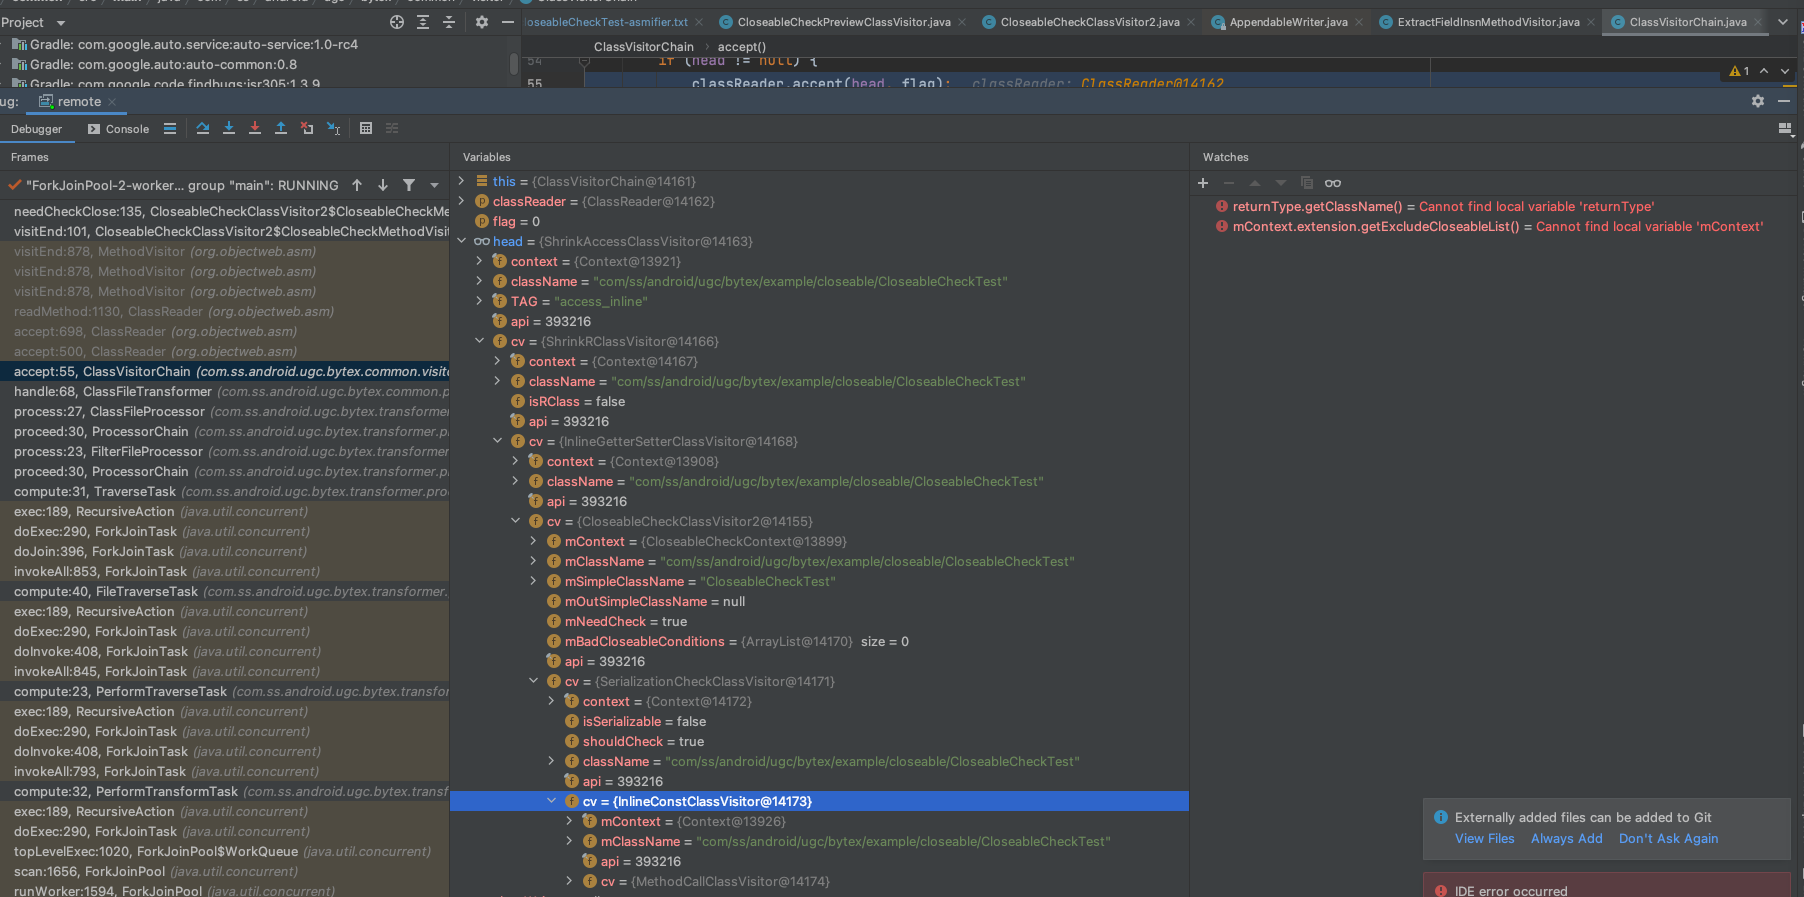 Project
closeableCheckTest-asmifier.txt
CloseableCheckPreviewClassVisitor.java
CloseableCheckClassVisitor2.java
AppendableWriter.java
ExtractFieldInsnMethodVisitor.java
ClassVisitorChain.java
Gradle: com.google.auto.service:auto-service:1.0-rc4
Gradle: com.google.auto:auto-common:0.8
Gradle: com.google.code.findbugs:jsr305:1.3.9
ClassVisitorChain › accept()
54 if (head != null) {
55 classReader.accept(head, flag); classReader: ClassReader@14162
1
ug: remote
Debugger
Console
Frames
"ForkJoinPool-2-worker... group "main": RUNNING
needCheckClose:135, CloseableCheckClassVisitor2$CloseableCheckMe
visitEnd:101, CloseableCheckClassVisitor2$CloseableCheckMethodVisit
visitEnd:878, MethodVisitor (org.objectweb.asm)
visitEnd:878, MethodVisitor (org.objectweb.asm)
visitEnd:878, MethodVisitor (org.objectweb.asm)
readMethod:1130, ClassReader (org.objectweb.asm)
accept:698, ClassReader (org.objectweb.asm)
accept:500, ClassReader (org.objectweb.asm)
accept:55, ClassVisitorChain (com.ss.android.ugc.bytex.common.visito
handle:68, ClassFileTransformer (com.ss.android.ugc.bytex.common.p
process:27, ClassFileProcessor (com.ss.android.ugc.bytex.transformer
proceed:30, ProcessorChain (com.ss.android.ugc.bytex.transformer.p
process:23, FilterFileProcessor (com.ss.android.ugc.bytex.transformer
proceed:30, ProcessorChain (com.ss.android.ugc.bytex.transformer.p
compute:31, TraverseTask (com.ss.android.ugc.bytex.transformer.pro
exec:189, RecursiveAction (java.util.concurrent)
doExec:290, ForkJoinTask (java.util.concurrent)
doJoin:396, ForkJoinTask (java.util.concurrent)
invokeAll:853, ForkJoinTask (java.util.concurrent)
compute:40, FileTraverseTask (com.ss.android.ugc.bytex.transformer.
exec:189, RecursiveAction (java.util.concurrent)
doExec:290, ForkJoinTask (java.util.concurrent)
doInvoke:408, ForkJoinTask (java.util.concurrent)
invokeAll:845, ForkJoinTask (java.util.concurrent)
compute:23, PerformTraverseTask (com.ss.android.ugc.bytex.transfor
exec:189, RecursiveAction (java.util.concurrent)
doExec:290, ForkJoinTask (java.util.concurrent)
doInvoke:408, ForkJoinTask (java.util.concurrent)
invokeAll:793, ForkJoinTask (java.util.concurrent)
compute:32, PerformTransformTask (com.ss.android.ugc.bytex.transf
exec:189, RecursiveAction (java.util.concurrent)
doExec:290, ForkJoinTask (java.util.concurrent)
topLevelExec:1020, ForkJoinPool$WorkQueue (java.util.concurrent)
scan:1656, ForkJoinPool (java.util.concurrent)
runWorker:1594, ForkJoinPool (java.util.concurrent)
Variables
this = {ClassVisitorChain@14161}
classReader = {ClassReader@14162}
flag = 0
head = {ShrinkAccessClassVisitor@14163}
context = {Context@13921}
className = "com/ss/android/ugc/bytex/example/closeable/CloseableCheckTest"
TAG = "access_inline"
api = 393216
cv = {ShrinkRClassVisitor@14166}
context = {Context@14167}
className = "com/ss/android/ugc/bytex/example/closeable/CloseableCheckTest"
isRClass = false
api = 393216
cv = {InlineGetterSetterClassVisitor@14168}
context = {Context@13908}
className = "com/ss/android/ugc/bytex/example/closeable/CloseableCheckTest"
api = 393216
cv = {CloseableCheckClassVisitor2@14155}
mContext = {CloseableCheckContext@13899}
mClassName = "com/ss/android/ugc/bytex/example/closeable/CloseableCheckTest"
mSimpleClassName = "CloseableCheckTest"
mOutSimpleClassName = null
mNeedCheck = true
mBadCloseableConditions = {ArrayList@14170} size = 0
api = 393216
cv = {SerializationCheckClassVisitor@14171}
context = {Context@14172}
isSerializable = false
shouldCheck = true
className = "com/ss/android/ugc/bytex/example/closeable/CloseableCheckTest"
api = 393216
cv = {InlineConstClassVisitor@14173}
mContext = {Context@13926}
mClassName = "com/ss/android/ugc/bytex/example/closeable/CloseableCheckTest"
api = 393216
cv = {MethodCallClassVisitor@14174}
Watches
returnType.getClassName() = Cannot find local variable 'returnType'
mContext.extension.getExcludeCloseableList() = Cannot find local variable 'mContext'
Externally added files can be added to Git
View Files Always Add Don't Ask Again
IDE error occurred